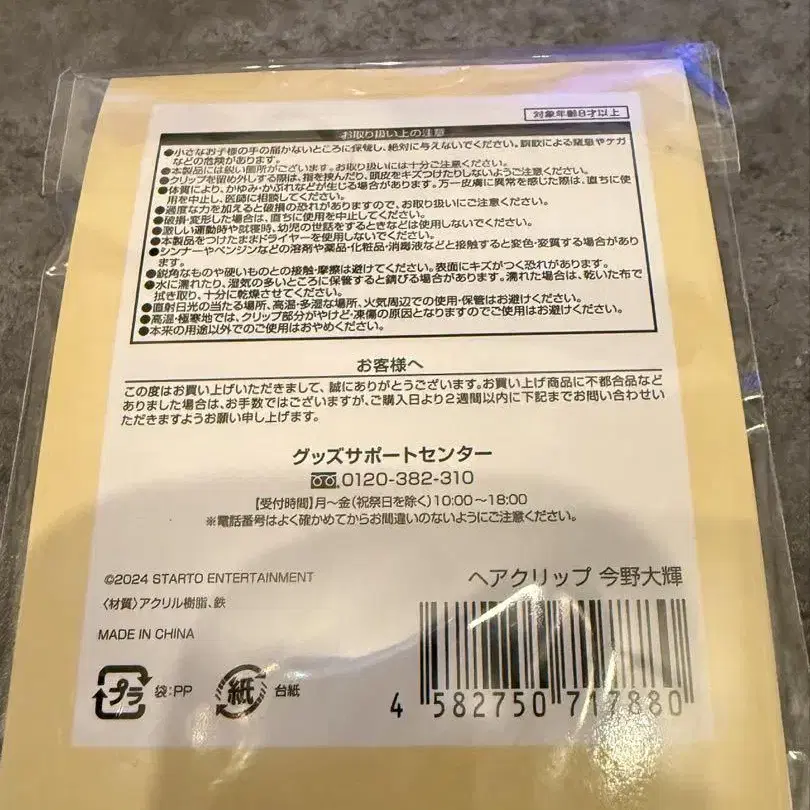 対象年齢8才以上
お取り扱い上の注意
●小さなお子様の手の届かないところに保管し、絶対に与えないでください。誤飲による窒息やケガ
などの危険があります。
●本製品には鋭い箇所がございます。お取り扱いには十分ご注意ください。
●クリップを留め外しする際は、指を挟んだり、頭皮をキズつけたりしないようご注意ください。
●体質により、かゆみ・かぶれなどが生じる場合があります。万一皮膚に異常を感じた際は、直ちに使
用を中止し、医師に相談してください。
●過度な力を加えると破損の恐れがありますので、お取り扱いにご注意ください。
●破損・変形した場合は、直ちに使用を中止してください。
●激しい運動時や就寝時、幼児の世話をするときなどは使用しないでください。
●本製品をつけたままドライヤーを使用しないでください。
●シンナーやベンジンなどの溶剤や薬品・化粧品・消毒液などと接触すると変色・変質する場合があり
ます。
●鋭角なものや硬いものとの接触・摩擦は避けてください。表面にキズがつく恐れがあります。
●水に濡れたり、湿気の多いところに保管すると錆びる場合があります。濡れた場合は、乾いた布で
拭き取り、十分に乾燥させてください。
●直射日光の当たる場所、高温・多湿な場所、火気周辺での使用・保管はお避けください。
●高温・極寒地では、クリップ部分がやけど・凍傷の原因となりますのでご使用はお避けください。
●本来の用途以外でのご使用はおやめください。
お客様へ
この度はお買い上げいただきまして、誠にありがとうございます。お買い上げ商品に不都合品など
ありました場合は、お手数ではございますが、ご購入日より2週間以内に下記までお問い合わせいた
だきますようお願い申し上げます。
グッズサポートセンター
0120-382-310
【受付時間】月〜金(祝祭日を除く)10:00〜18:00
※電話番号はよく確かめてからお間違いのないようにご注意ください。
©2024 STARTO ENTERTAINMENT
ヘアクリップ 今野大輝
〈材質〉アクリル樹脂、鉄
MADE IN CHINA
プラ 袋:PP 紙 台紙
4 582750 717880